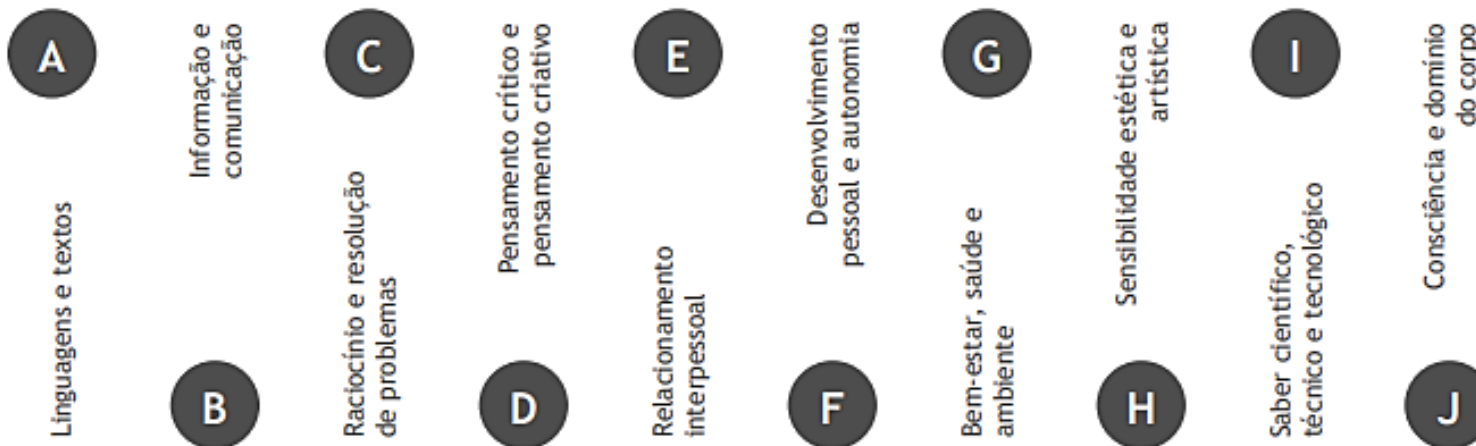 A
Linguagens e textos
Informação e
comunicação
B
C
Raciocínio e resolução
de problemas
Pensamento crítico e
pensamento criativo
D
E
Relacionamento
interpessoal
Desenvolvimento
pessoal e autonomia
F
G
Bem-estar, saúde e
ambiente
Sensibilidade estética e
artística
H
I
Saber científico,
técnico e tecnológico
Consciência e domínio
do corpo
J